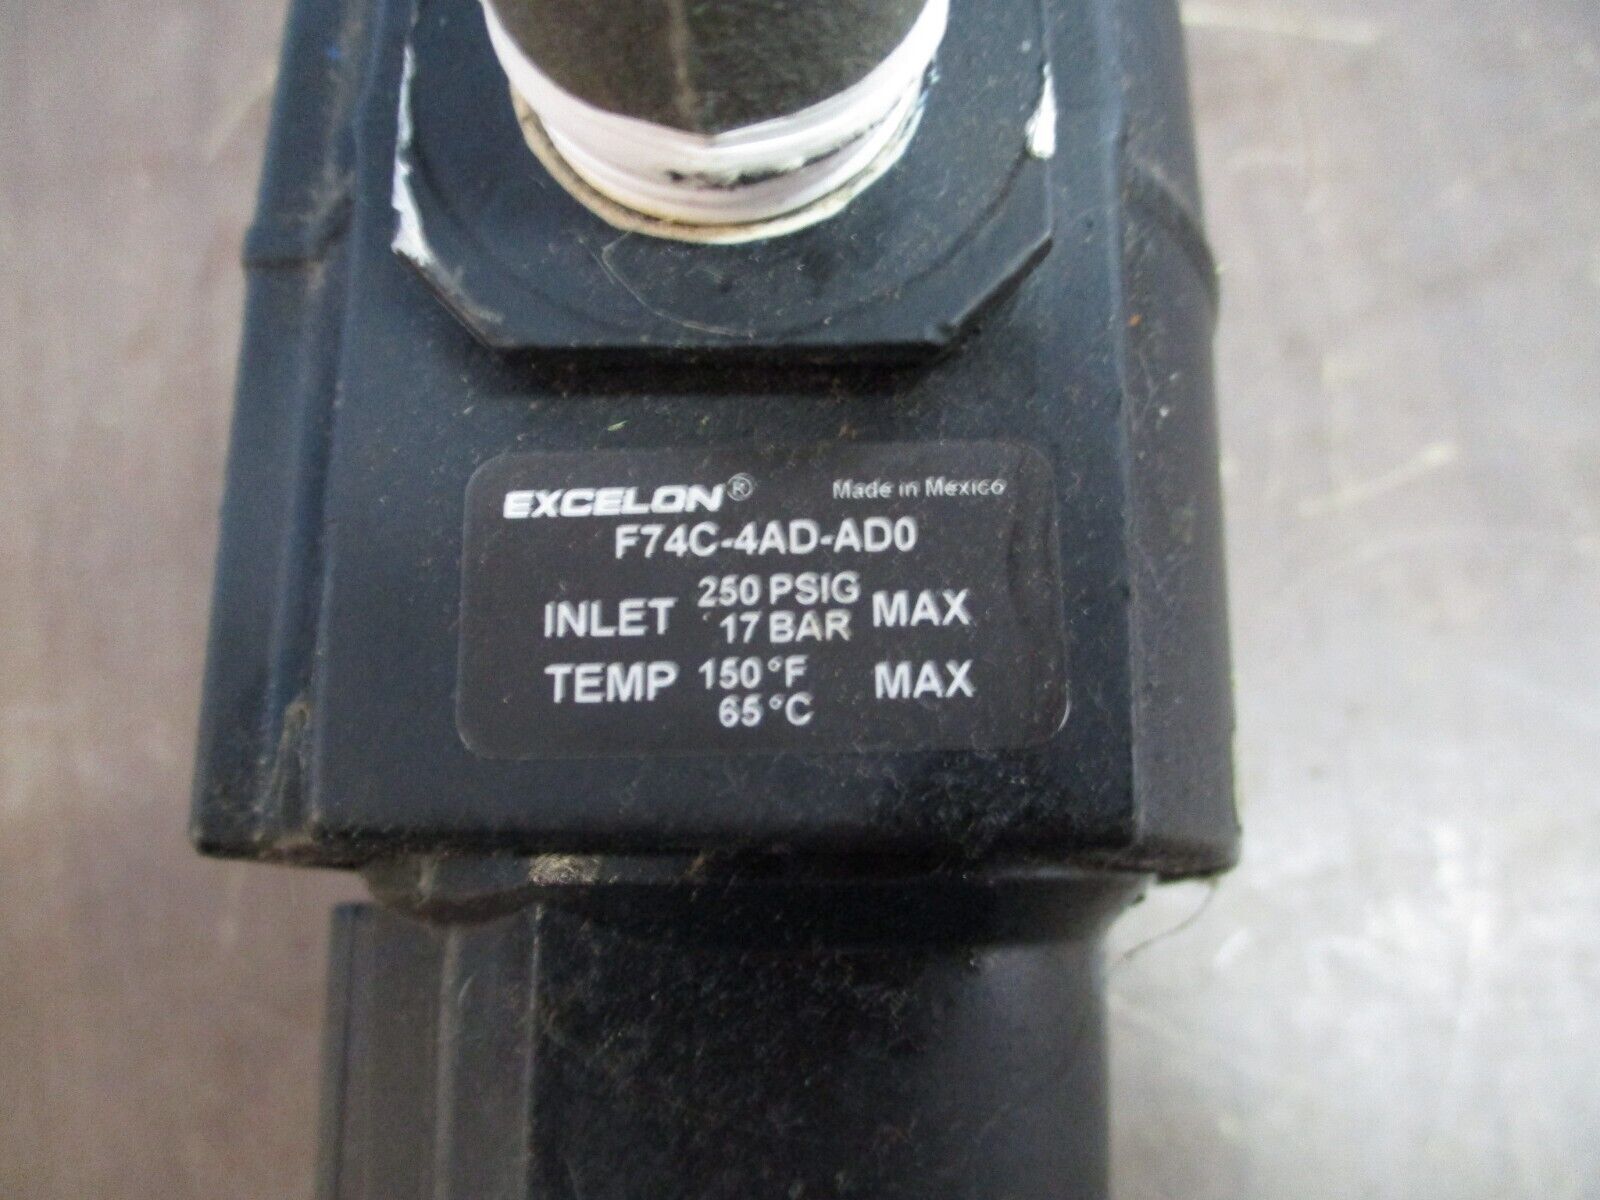 EXCELON® Made in Mexico
F74C-4AD-AD0
INLET 250 PSIG 17 BAR MAX
TEMP 150 °F 65 °C MAX